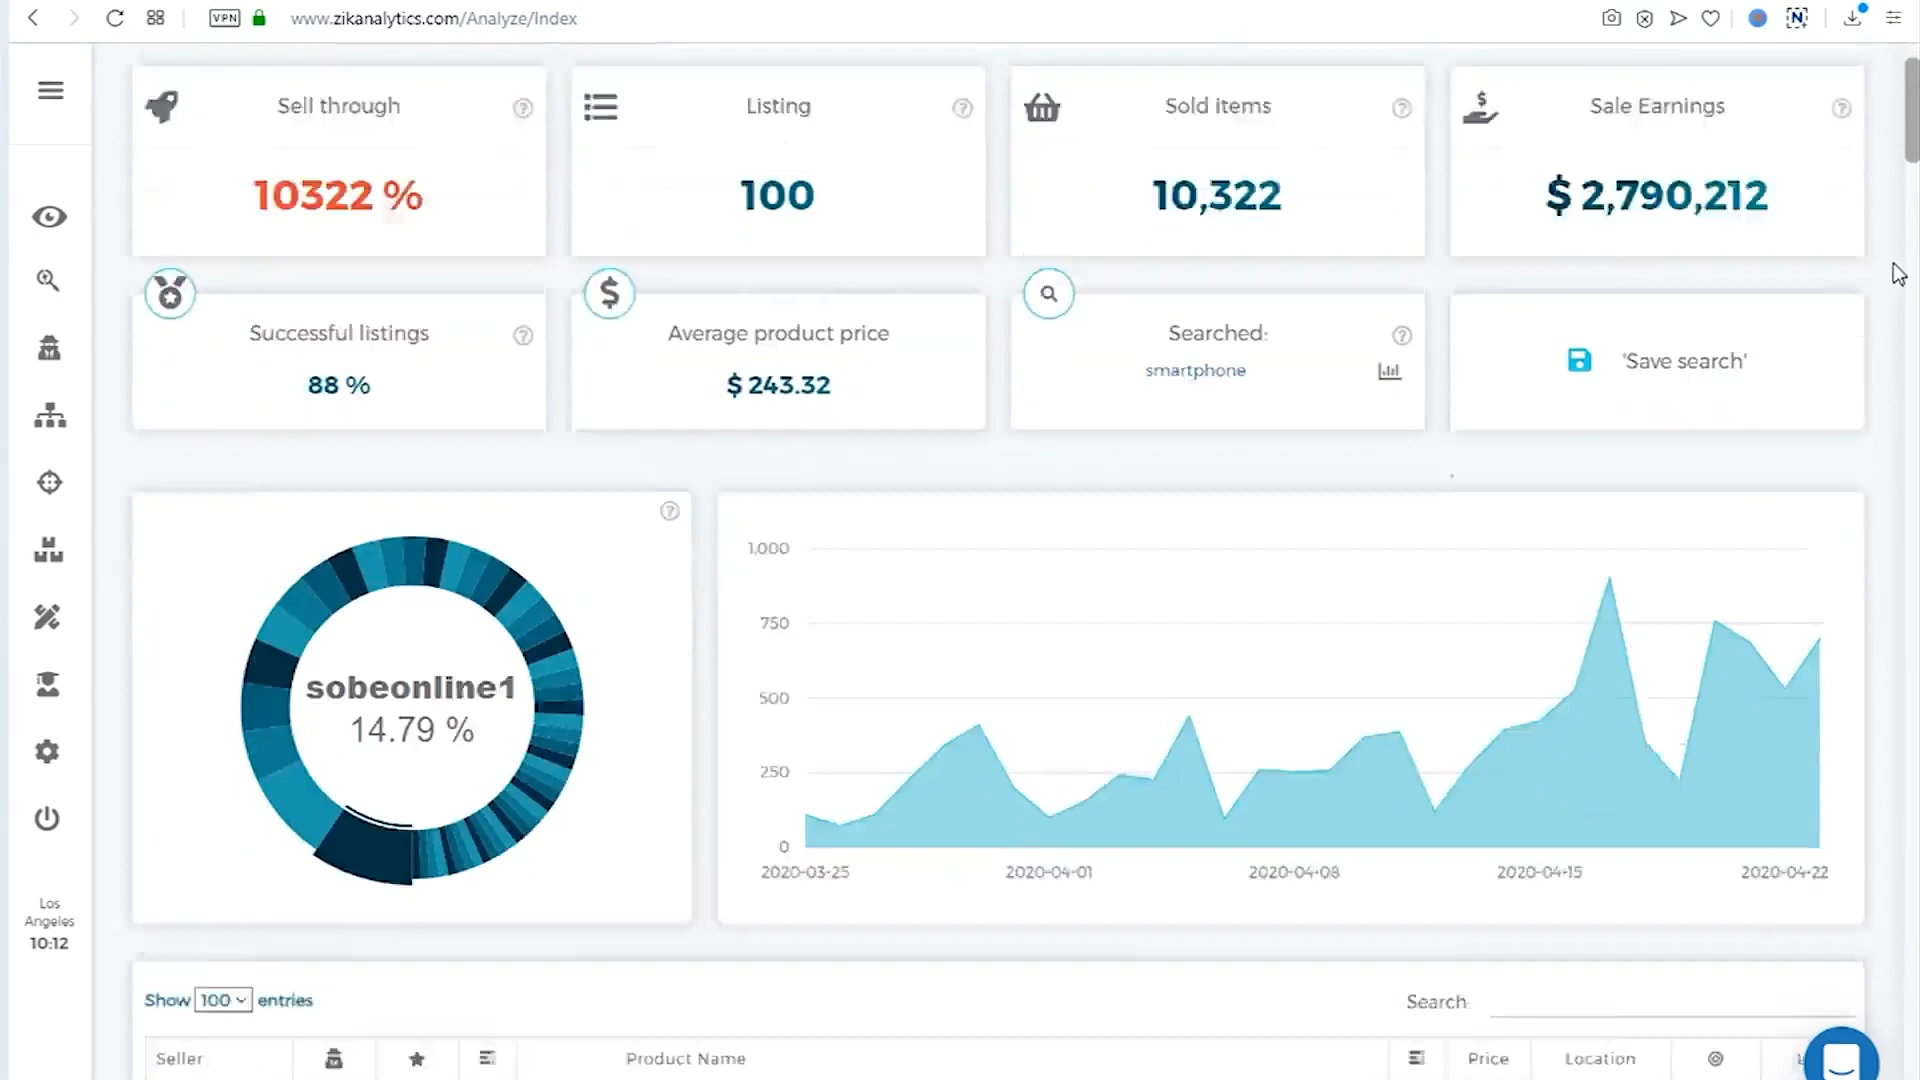 VPN www.zikanalytics.com/Analyze/Index
Sell through
10322 %
Listing
100
Sold items
10,322
Sale Earnings
$ 2,790,212
Successful listings
88 %
Average product price
$ 243.32
Searched:
smartphone
'Save search'
sobeonline1
14.79 %
1,000
750
500
250
0
2020-03-25 2020-04-01 2020-04-08 2020-04-15 2020-04-22
Los
Angeles
10:12
Show 100 entries
Search
Seller Product Name Price Location